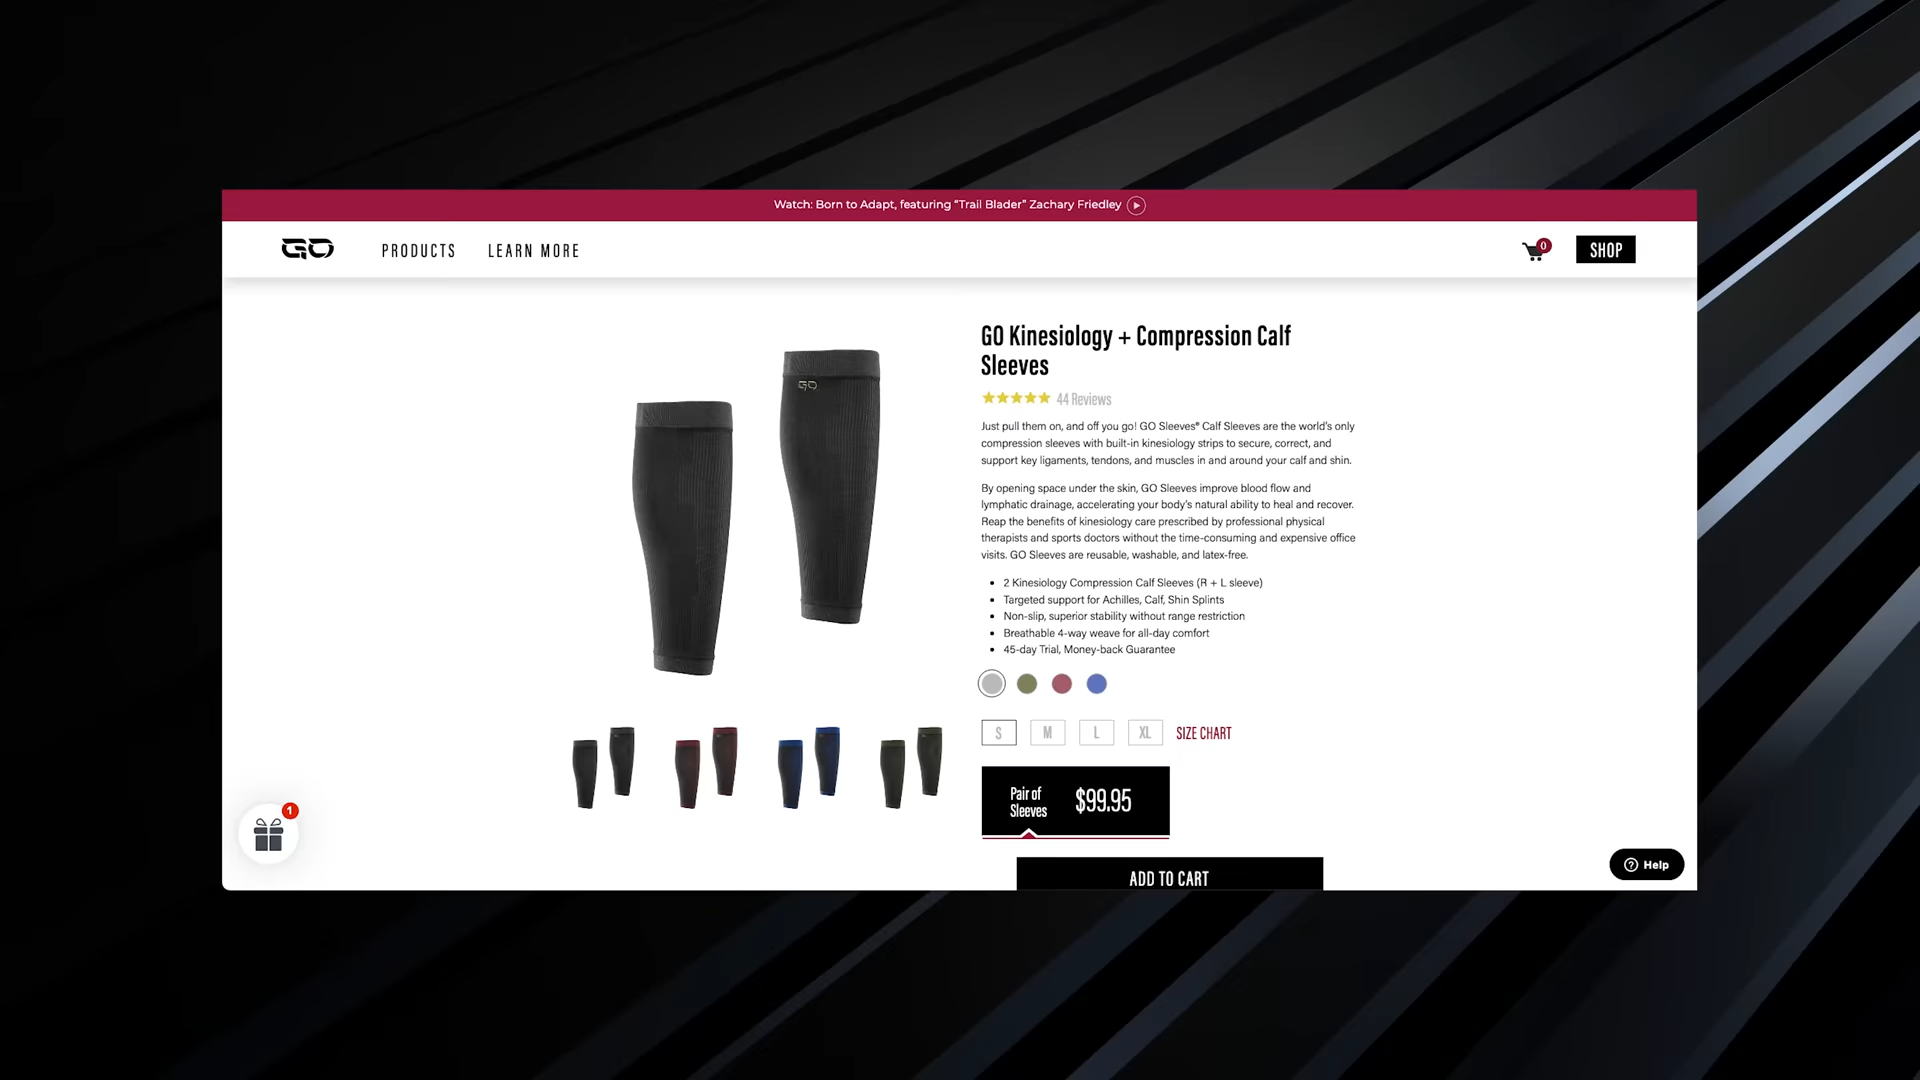 Watch: Born to Adapt, featuring “Trail Blader” Zachary Friedley
GO
PRODUCTS
LEARN MORE
0
SHOP
GO Kinesiology + Compression Calf
Sleeves
44 Reviews
Just pull them on, and off you go! GO Sleeves® Calf Sleeves are the world's only
compression sleeves with built-in kinesiology strips to secure, correct, and
support key ligaments, tendons, and muscles in and around your calf and shin.
By opening space under the skin, GO Sleeves improve blood flow and
lymphatic drainage, accelerating your body's natural ability to heal and recover.
Reap the benefits of kinesiology care prescribed by professional physical
therapists and sports doctors without the time-consuming and expensive office
visits. GO Sleeves are reusable, washable, and latex-free.
• 2 Kinesiology Compression Calf Sleeves (R + L sleeve)
• Targeted support for Achilles, Calf, Shin Splints
• Non-slip, superior stability without range restriction
• Breathable 4-way weave for all-day comfort
• 45-day Trial, Money-back Guarantee
S
M
L
XL
SIZE CHART
Pair of
Sleeves
$99.95
ADD TO CART
GO
1
? Help